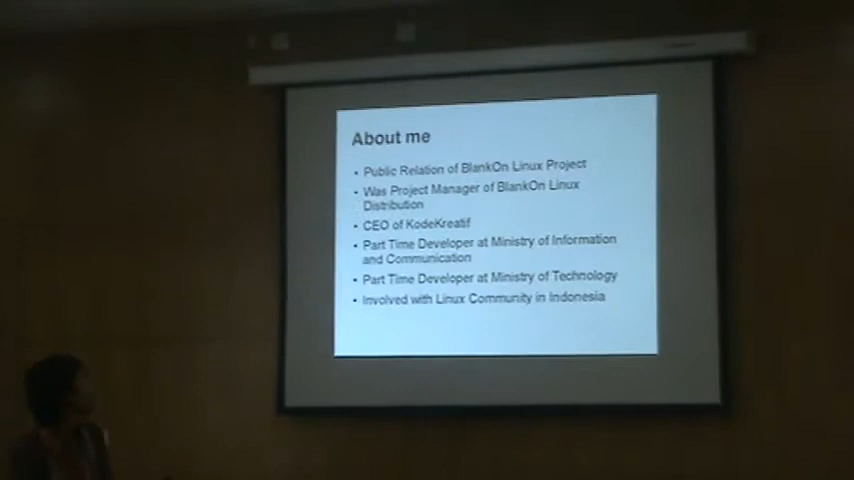 About me
• Public Relation of BlankOn Linux Project
• Was Project Manager of BlankOn Linux
Distribution
• CEO of KodeKreatif
• Part Time Developer at Ministry of Information
and Communication
• Part Time Developer at Ministry of Technology
• Involved with Linux Community in Indonesia